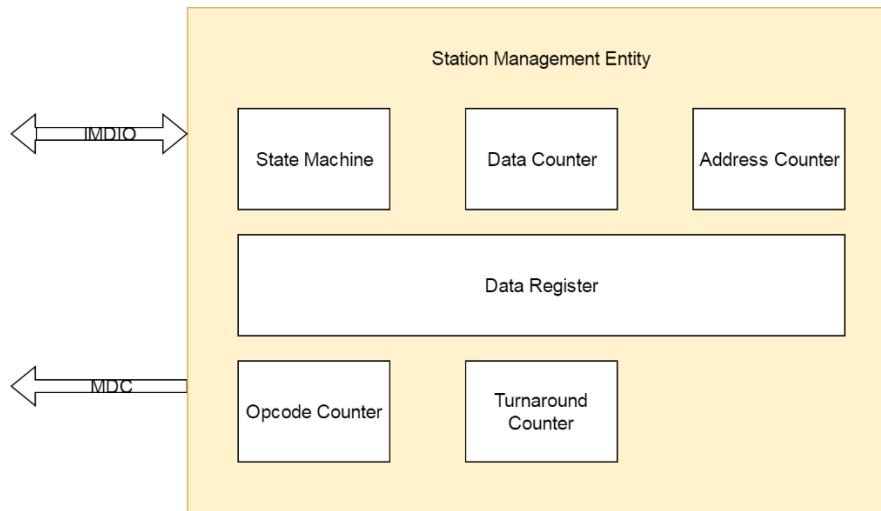 Station Management Entity
IMDIO
State Machine
Data Counter
Address Counter
Data Register
MDC
Opcode Counter
Turnaround
Counter